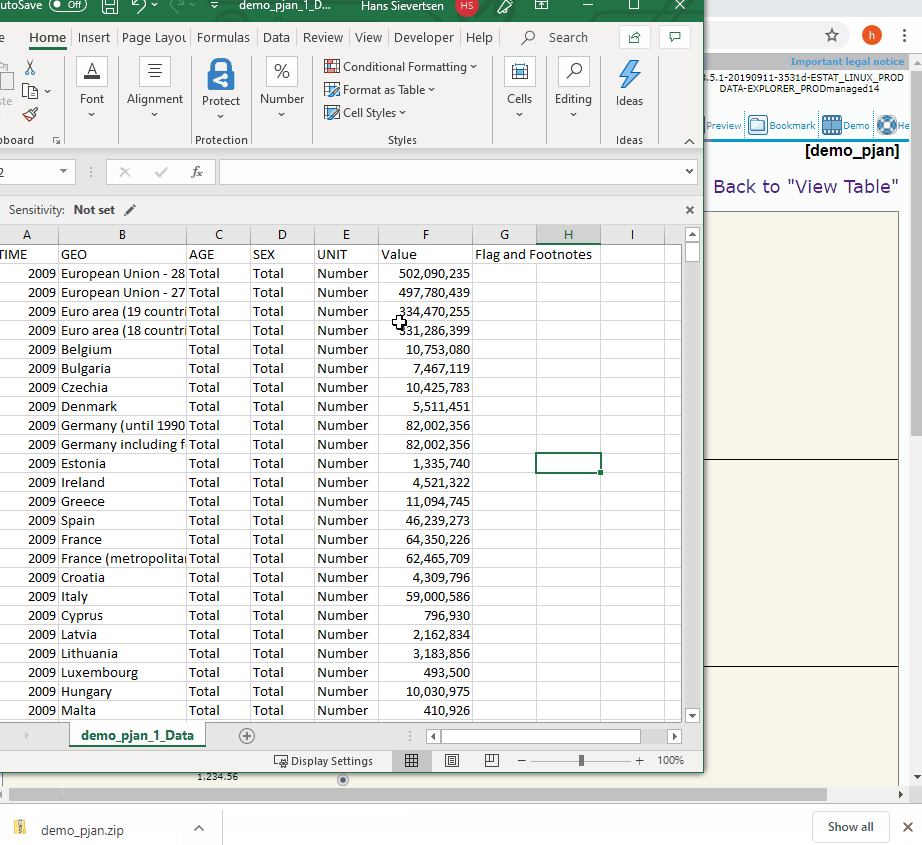 utoSave Off demo_pjan_1_D... Hans Sievertsen HS
e Home Insert Page Layou Formulas Data Review View Developer Help Search
Font Alignment Protect Number
Conditional Formatting
Format as Table
Cell Styles
Cells Editing Ideas
ste
board Protection Styles Ideas
2 fx
Sensitivity: Not set
A B C D E F G H I
TIME GEO AGE SEX UNIT Value Flag and Footnotes
2009 European Union - 28 Total Total Number 502,090,235
2009 European Union - 27 Total Total Number 497,780,439
2009 Euro area (19 countri Total Total Number 334,470,255
2009 Euro area (18 countri Total Total Number 331,286,399
2009 Belgium Total Total Number 10,753,080
2009 Bulgaria Total Total Number 7,467,119
2009 Czechia Total Total Number 10,425,783
2009 Denmark Total Total Number 5,511,451
2009 Germany (until 1990 Total Total Number 82,002,356
2009 Germany including f Total Total Number 82,002,356
2009 Estonia Total Total Number 1,335,740
2009 Ireland Total Total Number 4,521,322
2009 Greece Total Total Number 11,094,745
2009 Spain Total Total Number 46,239,273
2009 France Total Total Number 64,350,226
2009 France (metropolita Total Total Number 62,465,709
2009 Croatia Total Total Number 4,309,796
2009 Italy Total Total Number 59,000,586
2009 Cyprus Total Total Number 796,930
2009 Latvia Total Total Number 2,162,834
2009 Lithuania Total Total Number 3,183,856
2009 Luxembourg Total Total Number 493,500
2009 Hungary Total Total Number 10,030,975
2009 Malta Total Total Number 410,926
demo_pjan_1_Data
Display Settings 100%
1.234.56
h
Important legal notice
.5.1-20190911-3531d-ESTAT_LINUX_PROD
DATA-EXPLORER_PRODmanaged14
Preview Bookmark Demo He
[demo_pjan]
Back to "View Table"
demo_pjan.zip
Show all